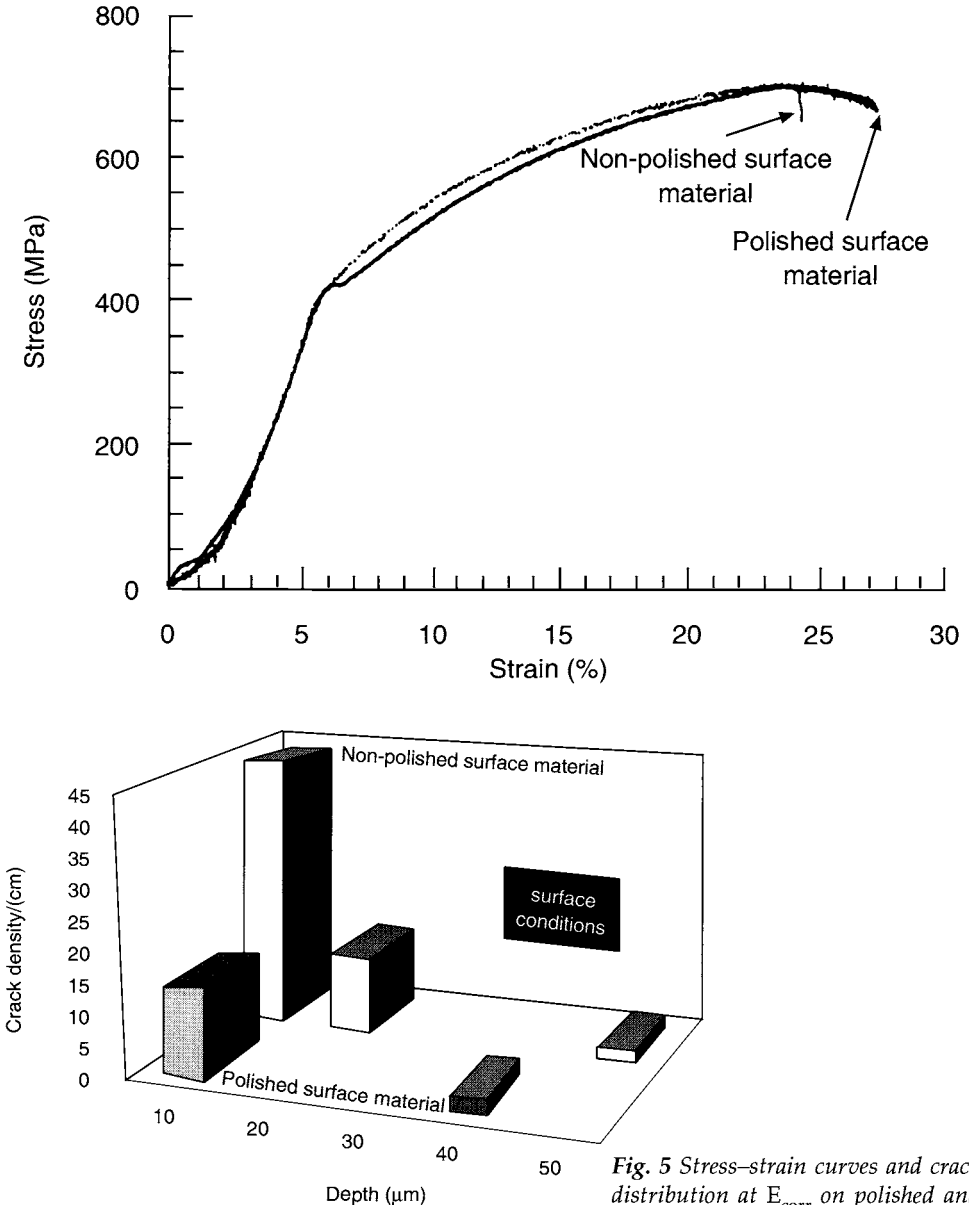 800
600
400
200
0
Stress (MPa)
0 5 10 15 20 25 30
Strain (%)
Non-polished surface
material
Polished surface
material
Non-polished surface material
45
40
35
30
25
20
15
10
5
0
Crack density/(cm)
surface
conditions
Polished surface material
10
20
30
40
50
Depth (μm)
Fig. 5 Stress–strain curves and crac
distribution at Ecorr on polished an